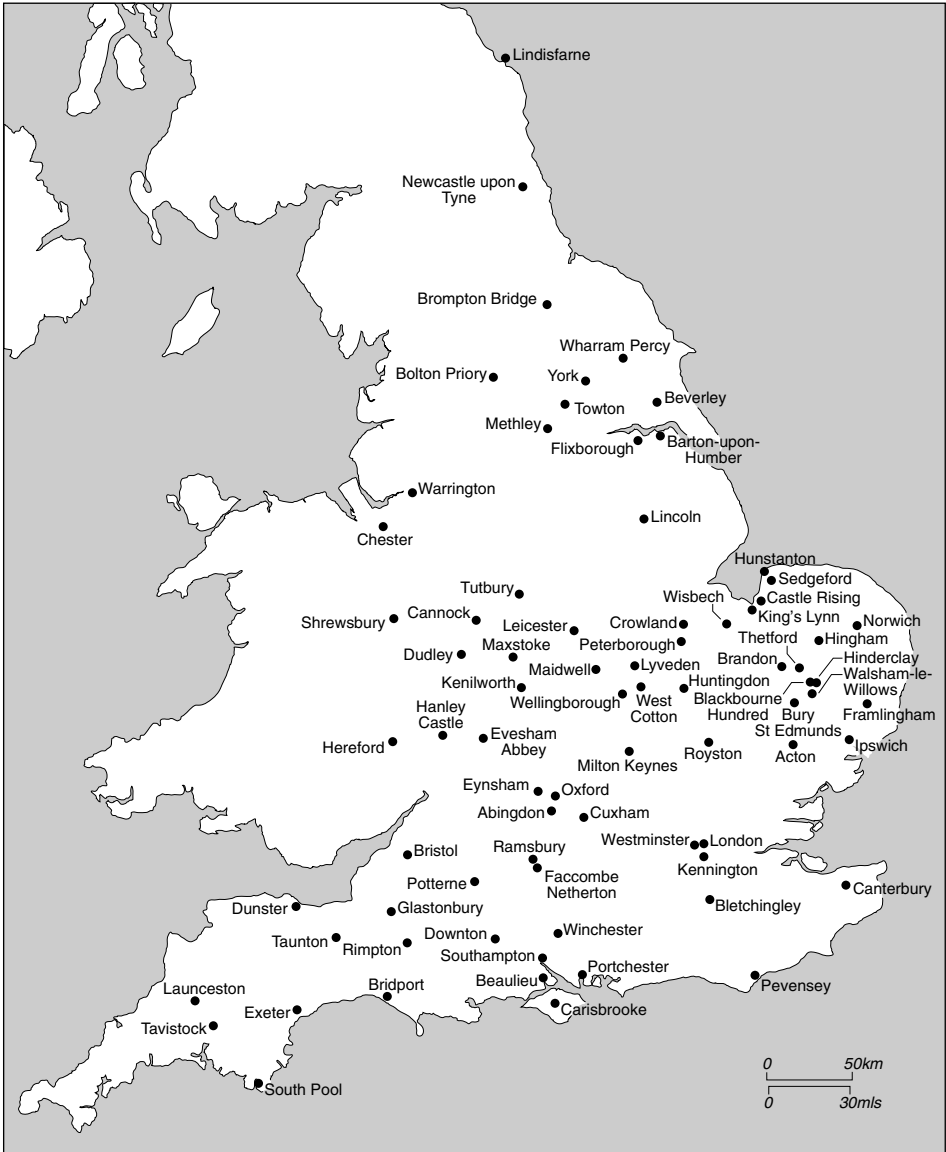 Lindisfarne
Newcastle upon
Tyne
Brompton Bridge
Wharram Percy
Bolton Priory
York
Towton
Beverley
Methley
Flixborough
Barton-upon-
Humber
Warrington
Lincoln
Chester
Hunstanton
Sedgeford
Tutbury
Wisbech
Castle Rising
King's Lynn
Shrewsbury
Cannock
Leicester
Crowland
Norwich
Peterborough
Thetford
Hingham
Dudley
Maxstoke
Maidwell
Lyveden
Brandon
Hinderclay
Kenilworth
Huntingdon
Walsham-le-
Willows
Wellingborough
West
Cotton
Blackbourne
Hundred
Bury
St Edmunds
Framlingham
Hanley
Castle
Hereford
Evesham
Abbey
Milton Keynes
Royston
Acton
Ipswich
Eynsham
Oxford
Abingdon
Cuxham
Westminster
London
Kennington
Bristol
Ramsbury
Faccombe
Netherton
Potterne
Canterbury
Dunster
Glastonbury
Bletchingley
Taunton
Rimpton
Downton
Winchester
Southampton
Beaulieu
Portchester
Pevensey
Launceston
Bridport
Carisbrooke
Tavistock
Exeter
South Pool
0 50km
0 30mls